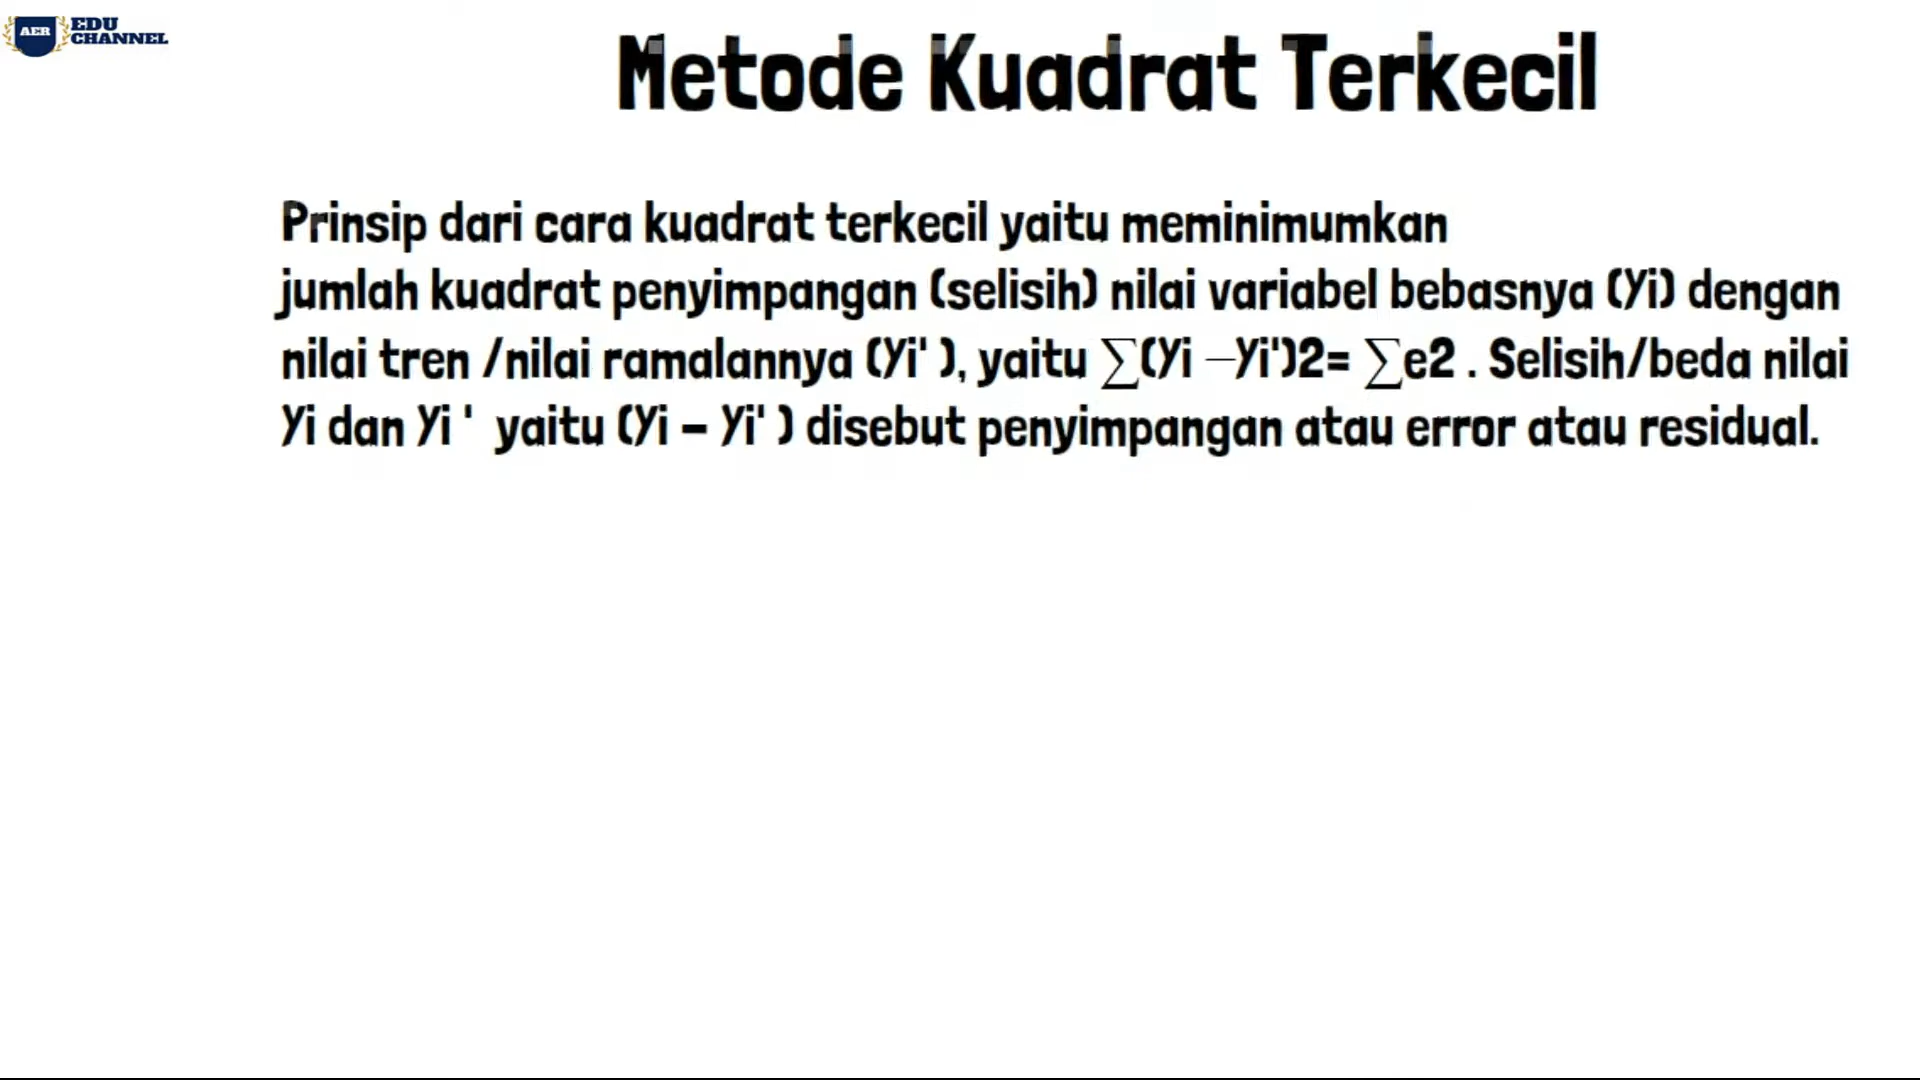 AER
EDU
CHANNEL
Metode Kuadrat Terkecil
Prinsip dari cara kuadrat terkecil yaitu meminimumkan
jumlah kuadrat penyimpangan (selisih) nilai variabel bebasnya (Yi) dengan
nilai tren /nilai ramalannya (Yi' ), yaitu ∑(Yi —Yi')2= ∑e2 . Selisih/beda nilai
Yi dan Yi '  yaitu (Yi – Yi' ) disebut penyimpangan atau error atau residual.